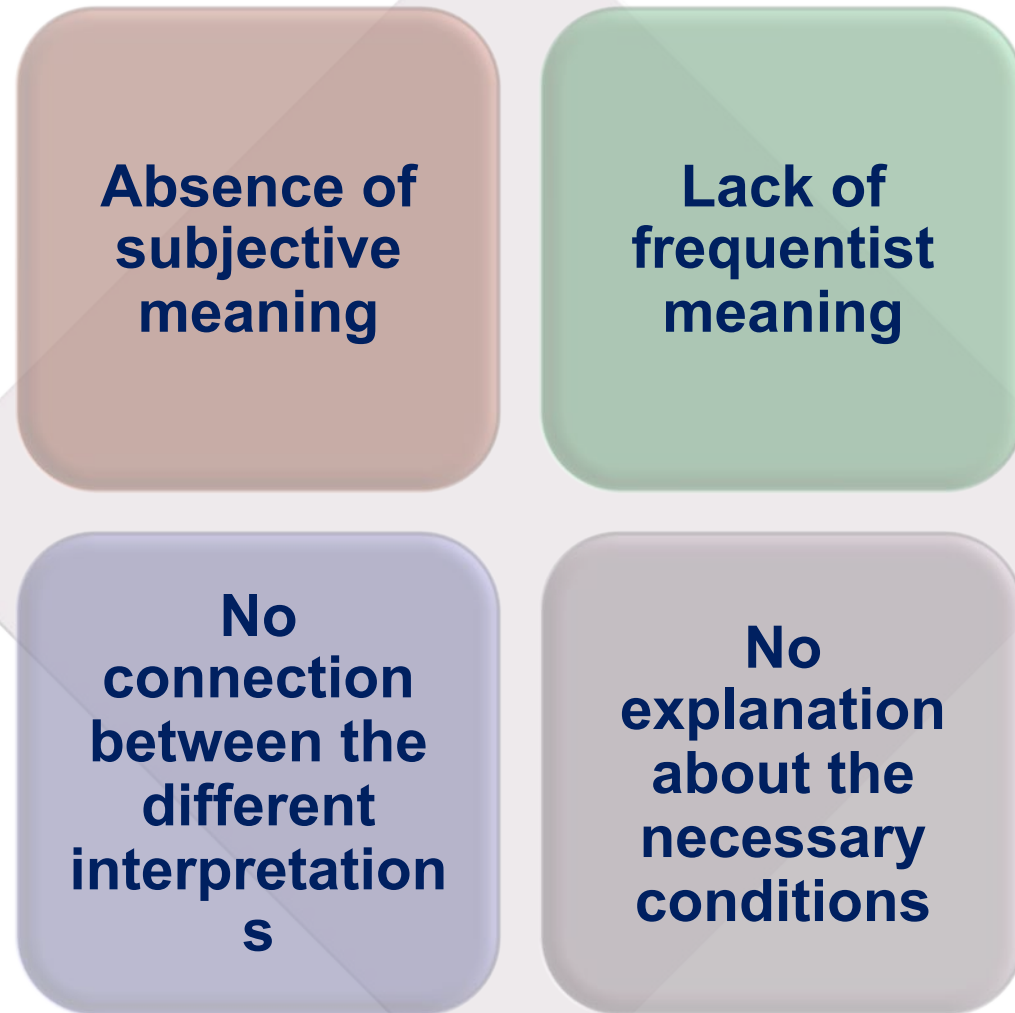 Absence of
subjective
meaning
Lack of
frequentist
meaning
No
connection
between the
different
interpretation
s
No
explanation
about the
necessary
conditions